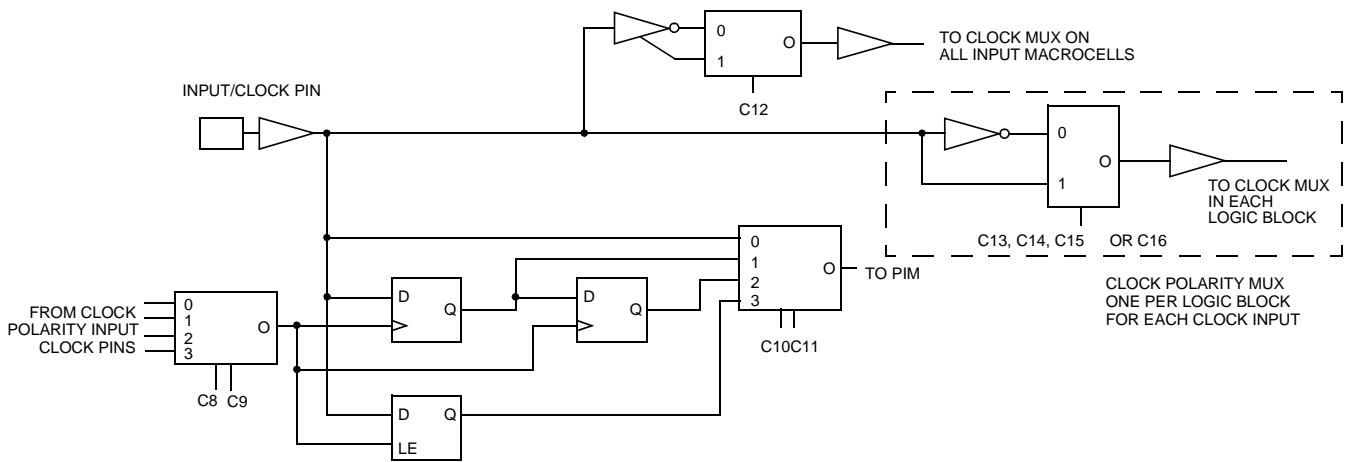 TO CLOCK MUX ON
ALL INPUT MACROCELLS
0
1
O
C12
INPUT/CLOCK PIN
0
1
O
TO CLOCK MUX
IN EACH
LOGIC BLOCK
C13, C14, C15 OR C16
CLOCK POLARITY MUX
ONE PER LOGIC BLOCK
FOR EACH CLOCK INPUT
0
1
2
3
O
TO PIM
C10C11
D
Q
D
Q
FROM CLOCK
POLARITY INPUT
CLOCK PINS
0
1
2
3
O
C8 C9
D Q
LE